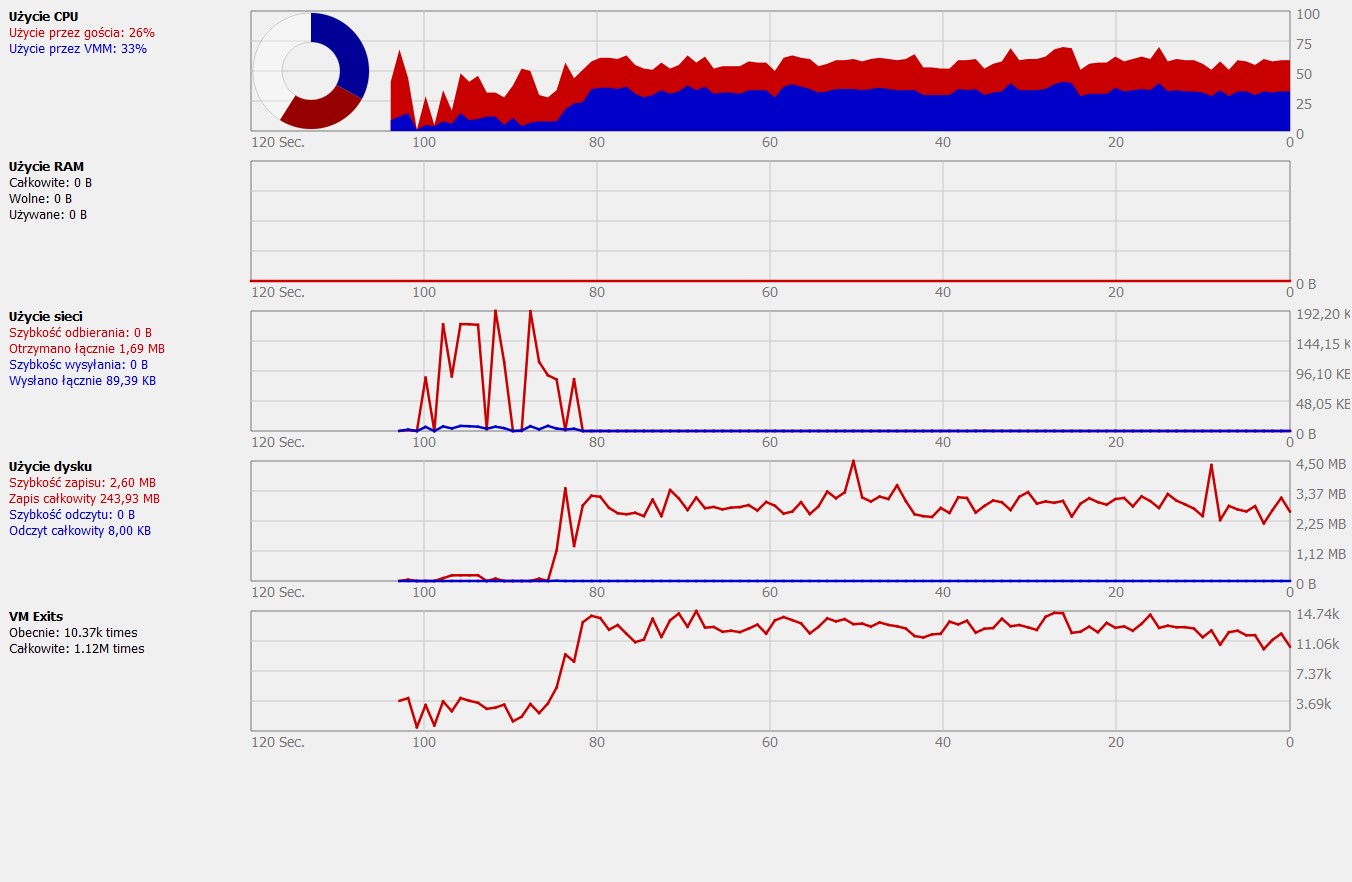 Użycie CPU
Użycie przez gościa: 26%
Użycie przez VMM: 33%
100
75
50
25
0
120 Sec.
100
80
60
40
20
0
Użycie RAM
Całkowite: 0 B
Wolne: 0 B
Używane: 0 B
0 B
120 Sec.
100
80
60
40
20
0
Użycie sieci
Szybkość odbierania: 0 B
Otrzymano łącznie 1,69 MB
Szybkośc wysyłania: 0 B
Wysłano łącznie 89,39 KB
192,20 K
144,15 K
96,10 KB
48,05 KB
0 B
120 Sec.
100
80
60
40
20
0
Użycie dysku
Szybkość zapisu: 2,60 MB
Zapis całkowity 243,93 MB
Szybkość odczytu: 0 B
Odczyt całkowity 8,00 KB
4,50 MB
3,37 MB
2,25 MB
1,12 MB
0 B
120 Sec.
100
80
60
40
20
0
VM Exits
Obecnie: 10.37k times
Całkowite: 1.12M times
14.74k
11.06k
7.37k
3.69k
120 Sec.
100
80
60
40
20
0